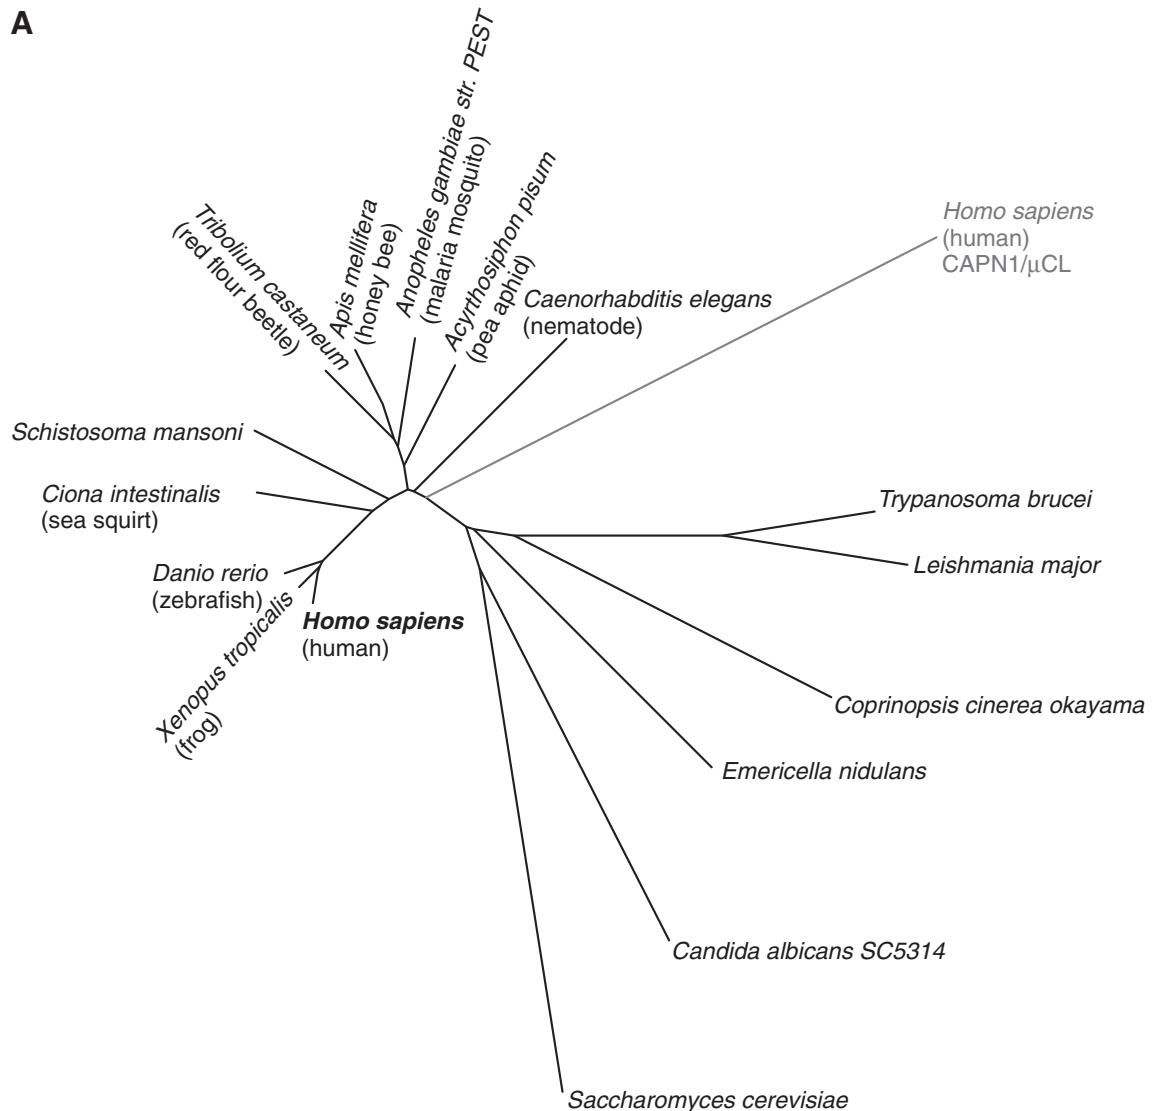 A
Tribolium castaneum
(red flour beetle)
Apis mellifera
(honey bee)
Anopheles gambiae str. PEST
(malaria mosquito)
Acyrthosiphon pisum
(pea aphid)
Homo sapiens
(human)
CAPN1/μCL
Caenorhabditis elegans
(nematode)
Schistosoma mansoni
Ciona intestinalis
(sea squirt)
Trypanosoma brucei
Leishmania major
Danio rerio
(zebrafish)
Xenopus tropicalis
(frog)
Homo sapiens
(human)
Coprinopsis cinerea okayama
Emericella nidulans
Candida albicans SC5314
Saccharomyces cerevisiae